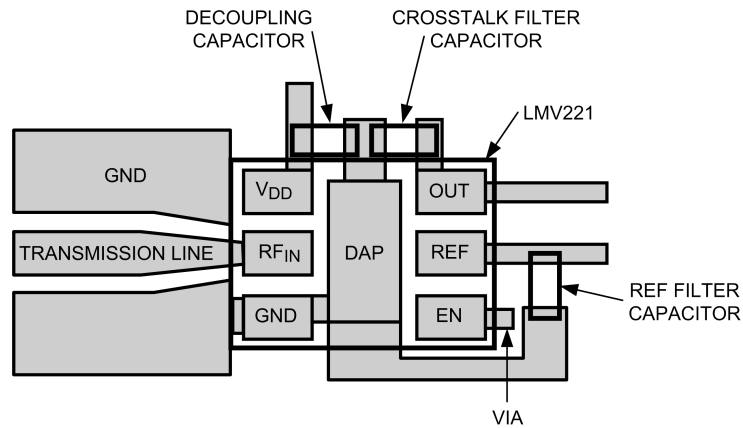 DECOUPLING
CAPACITOR
CROSSTALK FILTER
CAPACITOR
LMV221
GND
VDD
OUT
TRANSMISSION LINE
RFIN
DAP
REF
GND
EN
REF FILTER
CAPACITOR
VIA